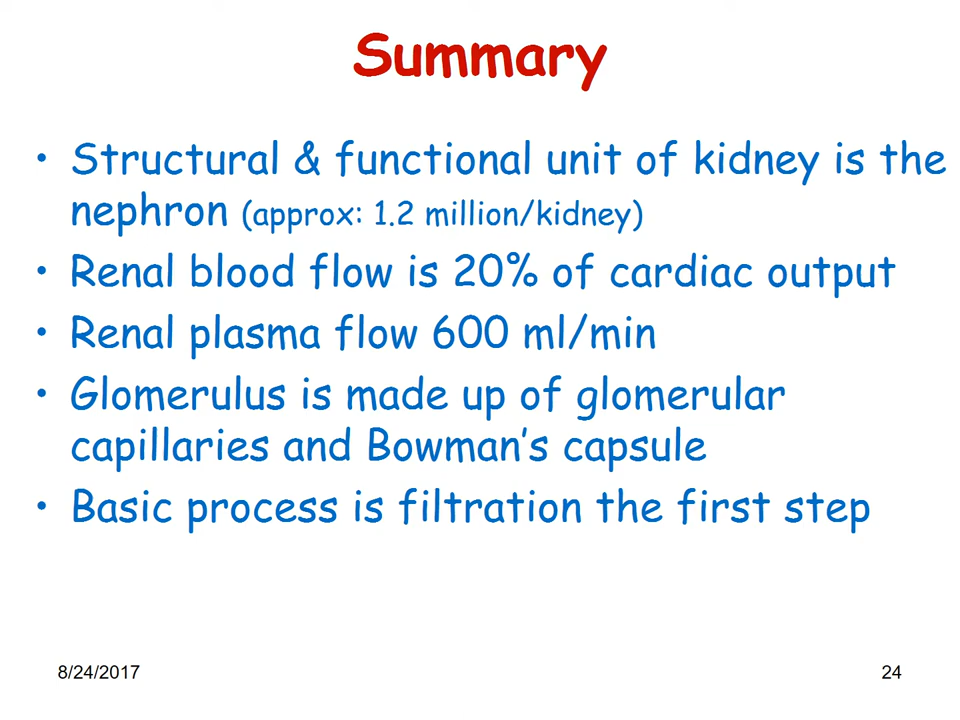 Summary
• Structural & functional unit of kidney is the
nephron (approx: 1.2 million/kidney)
• Renal blood flow is 20% of cardiac output
• Renal plasma flow 600 ml/min
• Glomerulus is made up of glomerular
capillaries and Bowman’s capsule
• Basic process is filtration the first step
8/24/2017
24